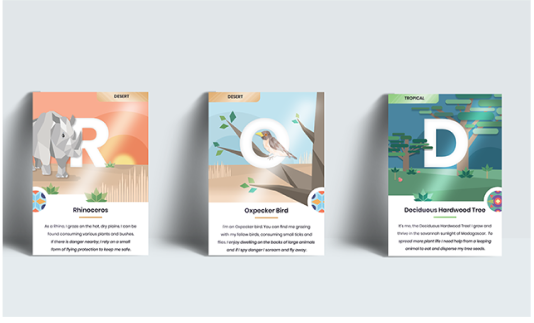 DESERT
R
Rhinoceros
As a rhino, I graze on the hot, dry plains. I can be
found consuming various plants and bushes.
If there is danger nearby, I rely on a small
form of flying protection to keep me safe.
DESERT
O
Oxpecker Bird
I'm an Oxpecker bird! You can find me grazing
with my fellow birds, consuming small ticks and
flies. I enjoy dwelling on the backs of large animals
and if I spy danger I scream and fly away.
TROPICAL
D
Deciduous Hardwood Tree
It's me, the Deciduous Hardwood Tree! I grow and
thrive in the savannah sunlight of Madagascar. To
spread more plant life I need help from a leaping
animal to eat and disperse my tree seeds.